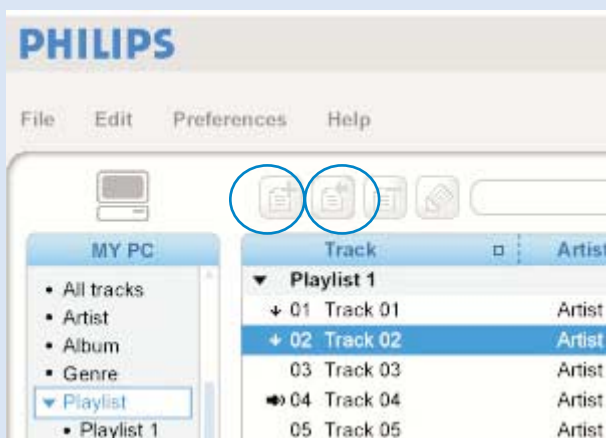 PHILIPS
File Edit Preferences Help
MY PC
Track Artist
• All tracks
• Artist
• Album
• Genre
Playlist
• Playlist 1
Playlist 1
01 Track 01 Artist
02 Track 02 Artist
03 Track 03 Artist
04 Track 04 Artist
05 Track 05 Artist